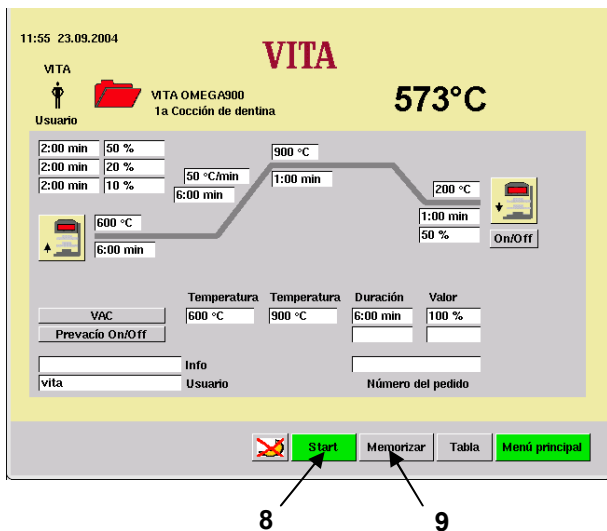 11:55 23.09.2004
VITA
VITA
Usuario
VITA OMEGA900
1a Cocción de dentina
573°C
2:00 min 50 %
2:00 min 20 %
2:00 min 10 %
50 °C/min
6:00 min
900 °C
1:00 min
200 °C
1:00 min
50 %
On/Off
600 °C
6:00 min
Temperatura Temperatura Duración Valor
VAC 600 °C 900 °C 6:00 min 100 %
Prevacío On/Off
Info
vita Usuario Número del pedido
Start Memorizar Tabla Menú principal
8 9